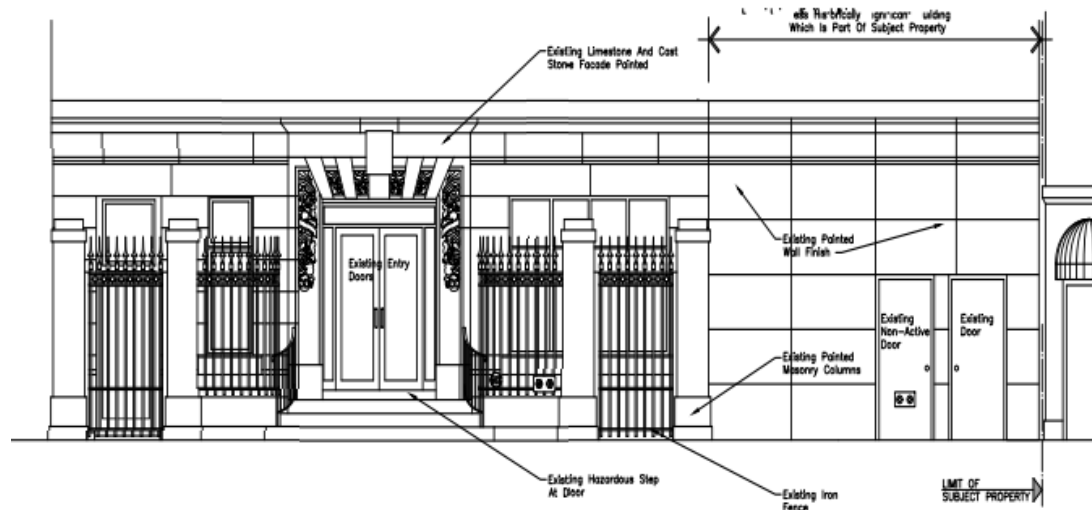 Which Is Part Of Subject Property
Existing Limestone And Cast
Stone Facade Painted
Existing Painted
Wall Finish
Existing Entry
Doors
Existing
Non-Active
Door
Existing
Door
Existing Painted
Masonry Columns
Existing Hazardous Step
At Door
Existing Iron
Fence
LIMIT OF
SUBJECT PROPERTY